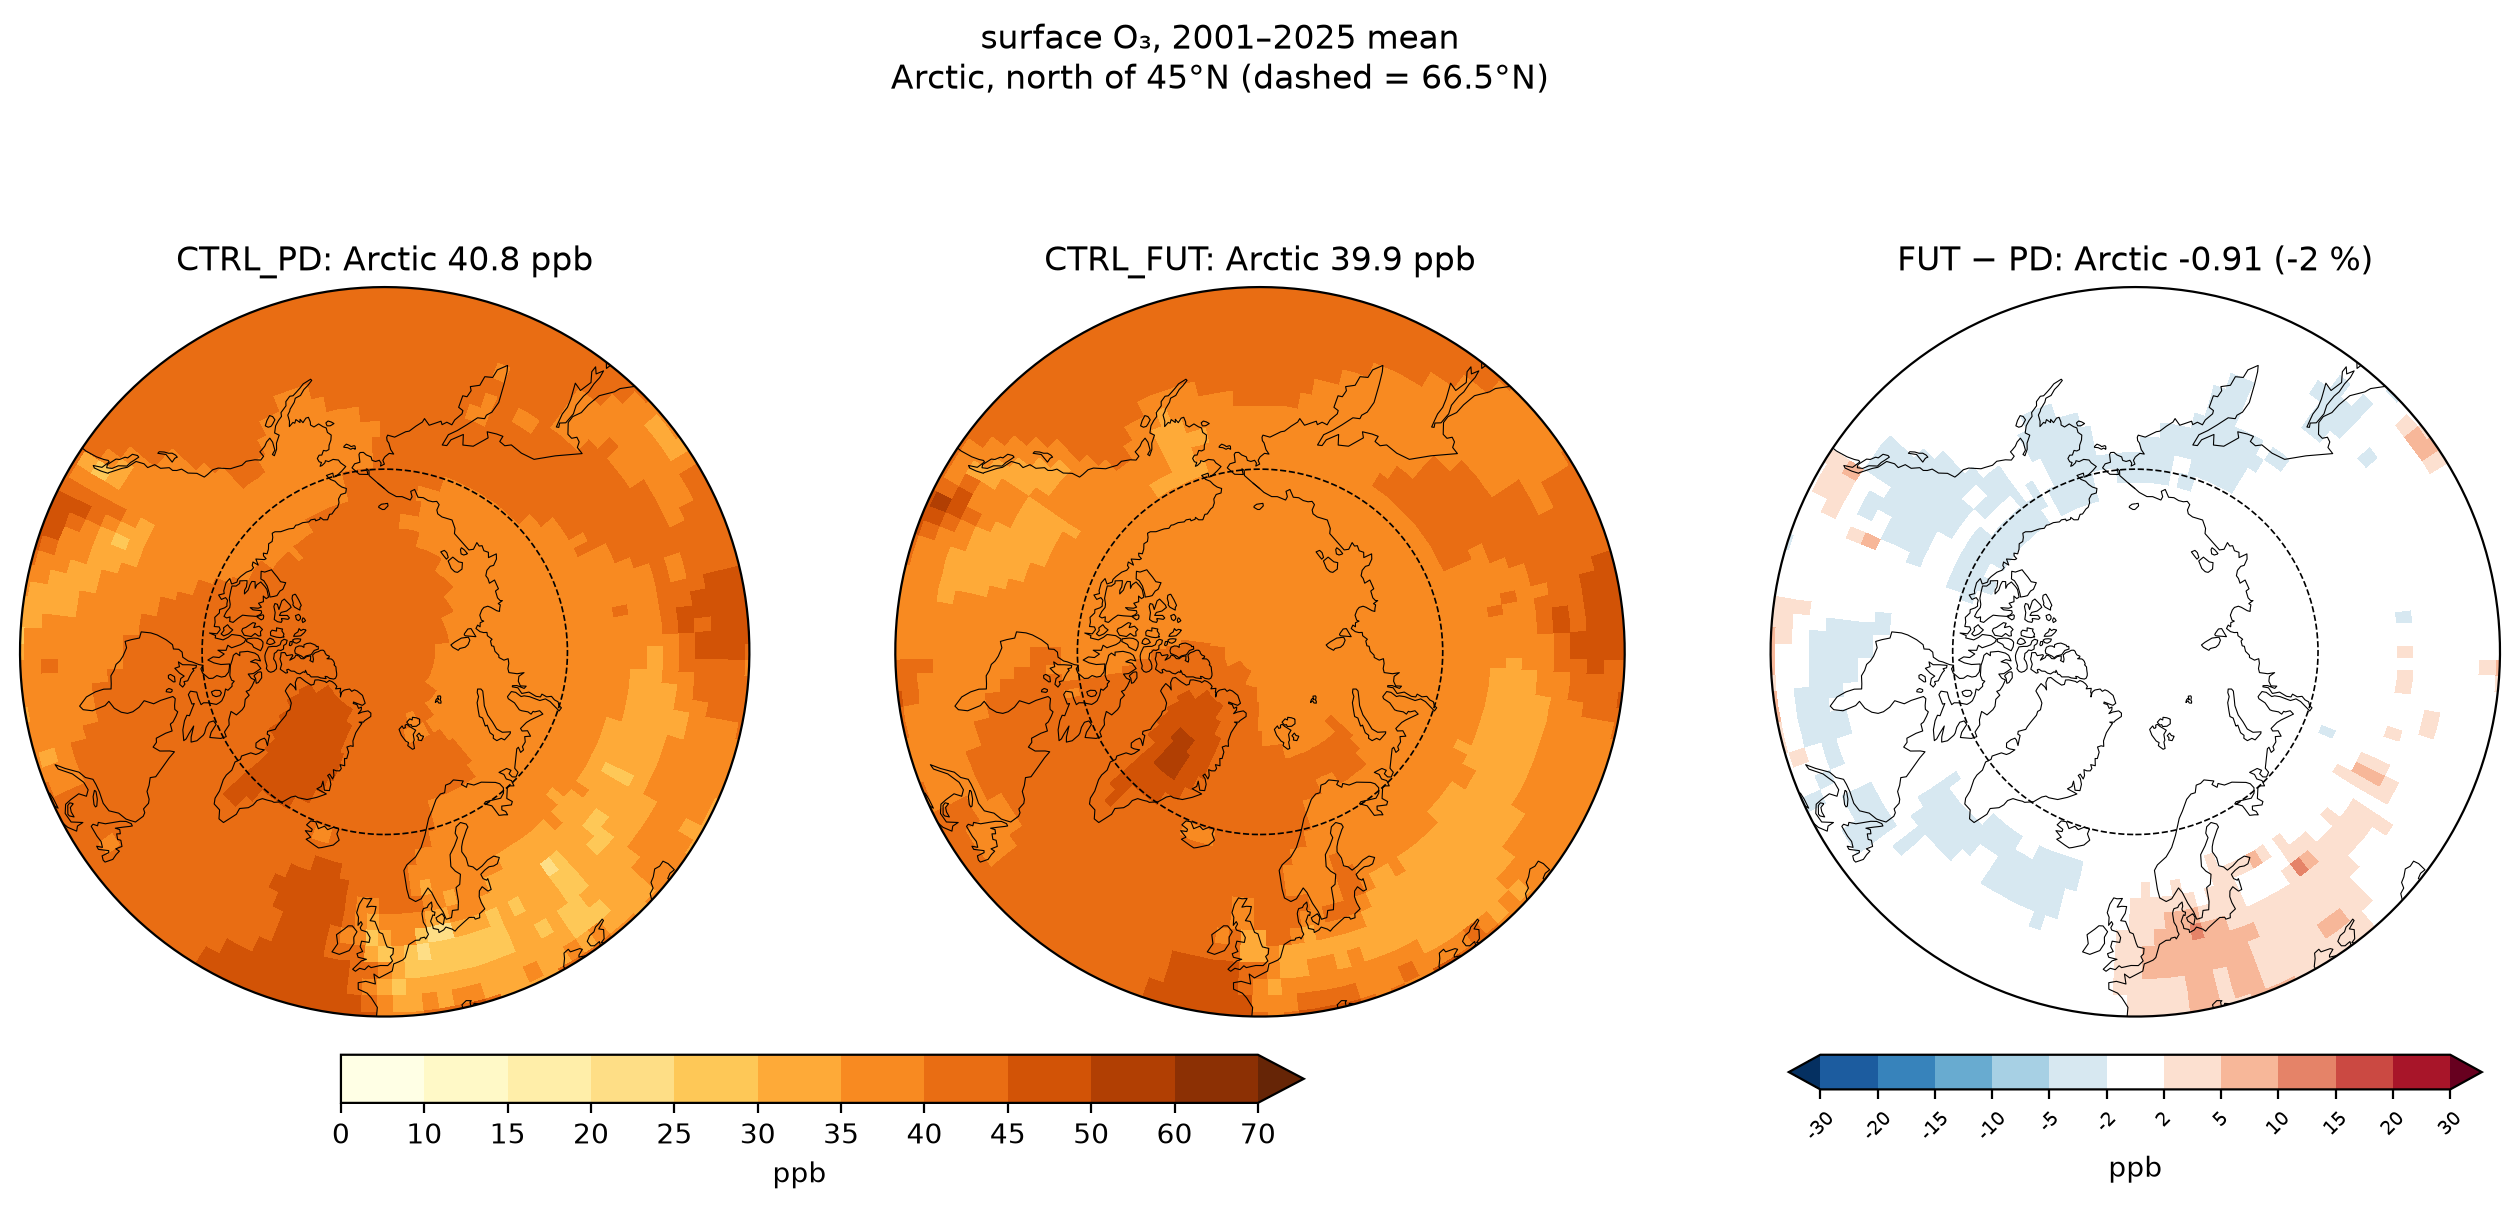 surface O₃, 2001–2025 mean
Arctic, north of 45°N (dashed = 66.5°N)
CTRL_PD: Arctic 40.8 ppb
CTRL_FUT: Arctic 39.9 ppb
FUT − PD: Arctic -0.91 (-2 %)
0 10 15 20 25 30 35 40 45 50 60 70
ppb
-30 -20 -15 -10 -5 -2 2 5 10 15 20 30
ppb